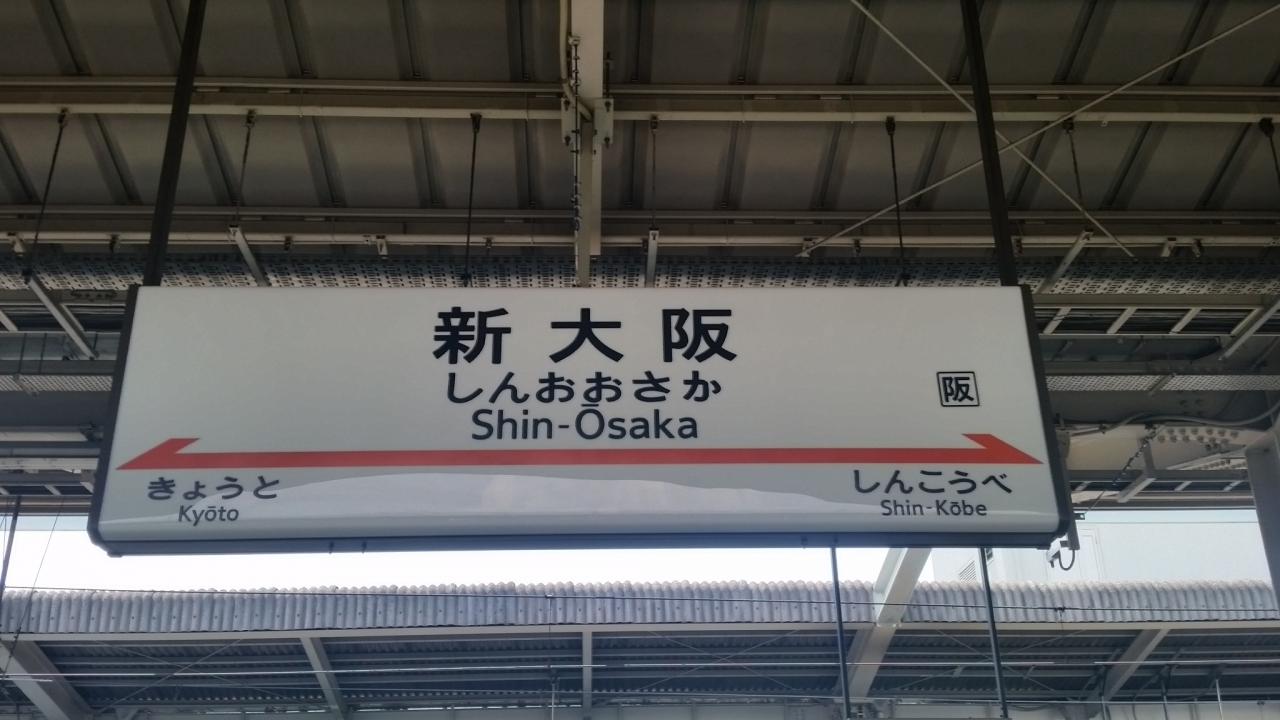 新大阪
しんおおさか
Shin-Ōsaka
阪
きょうと
Kyōto
しんこうべ
Shin-Kōbe